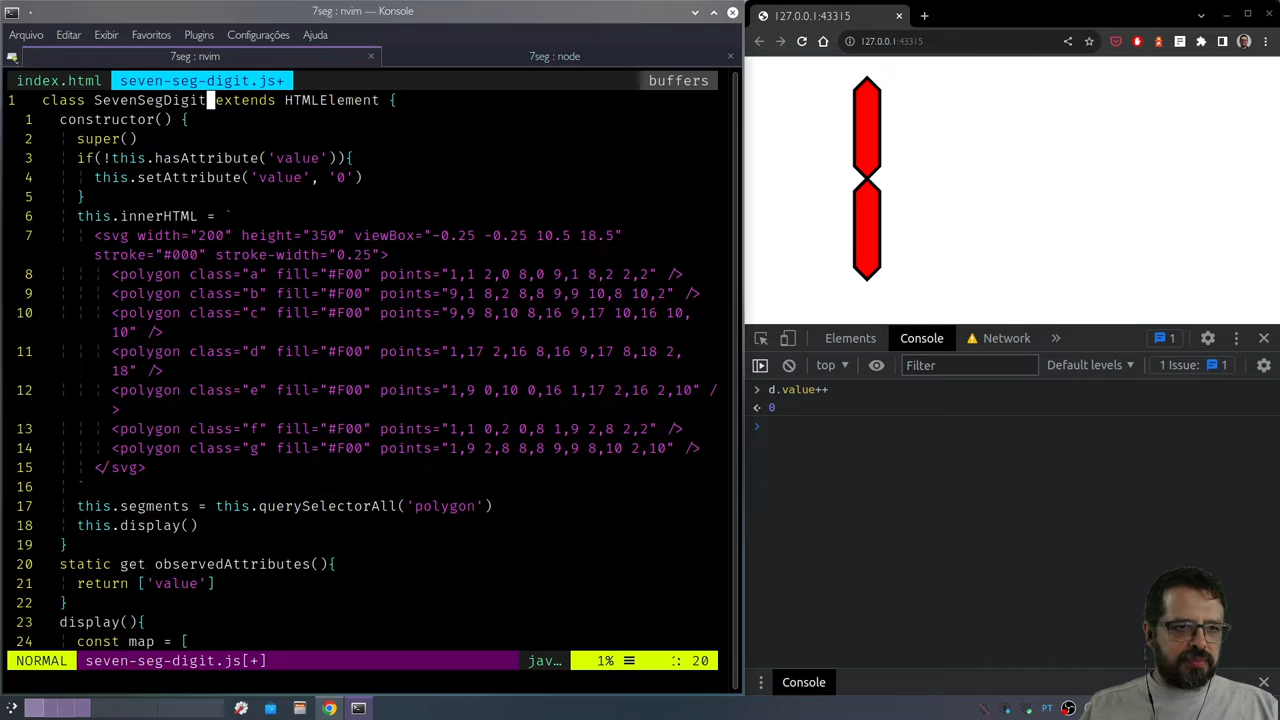 7seg : nvim — Konsole
Arquivo Editar Exibir Favoritos Plugins Configurações Ajuda
7seg : nvim
7seg : node
index.html seven-seg-digit.js+ buffers
1 class SevenSegDigit extends HTMLElement {
1 constructor() {
2 super()
3 if(!this.hasAttribute('value')){
4 this.setAttribute('value', '0')
5 }
6 this.innerHTML = `
7 <svg width="200" height="350" viewBox="-0.25 -0.25 10.5 18.5"
stroke="#000" stroke-width="0.25">
8 <polygon class="a" fill="#F00" points="1,1 2,0 8,0 9,1 8,2 2,2" />
9 <polygon class="b" fill="#F00" points="9,1 8,2 8,8 9,9 10,8 10,2" />
10 <polygon class="c" fill="#F00" points="9,9 8,10 8,16 9,17 10,16 10,
10" />
11 <polygon class="d" fill="#F00" points="1,17 2,16 8,16 9,17 8,18 2,
18" />
12 <polygon class="e" fill="#F00" points="1,9 0,10 0,16 1,17 2,16 2,10" /
>
13 <polygon class="f" fill="#F00" points="1,1 0,2 0,8 1,9 2,8 2,2" />
14 <polygon class="g" fill="#F00" points="1,9 2,8 8,8 9,9 8,10 2,10" />
15 </svg>
16 `
17 this.segments = this.querySelectorAll('polygon')
18 this.display()
19 }
20 static get observedAttributes(){
21 return ['value']
22 }
23 display(){
24 const map = [
NORMAL seven-seg-digit.js[+] jav… 1% ≡ : 20
127.0.0.1:43315
127.0.0.1:43315
Elements Console Network 1
top Filter Default levels 1 Issue: 1
d.value++
0
Console
PT